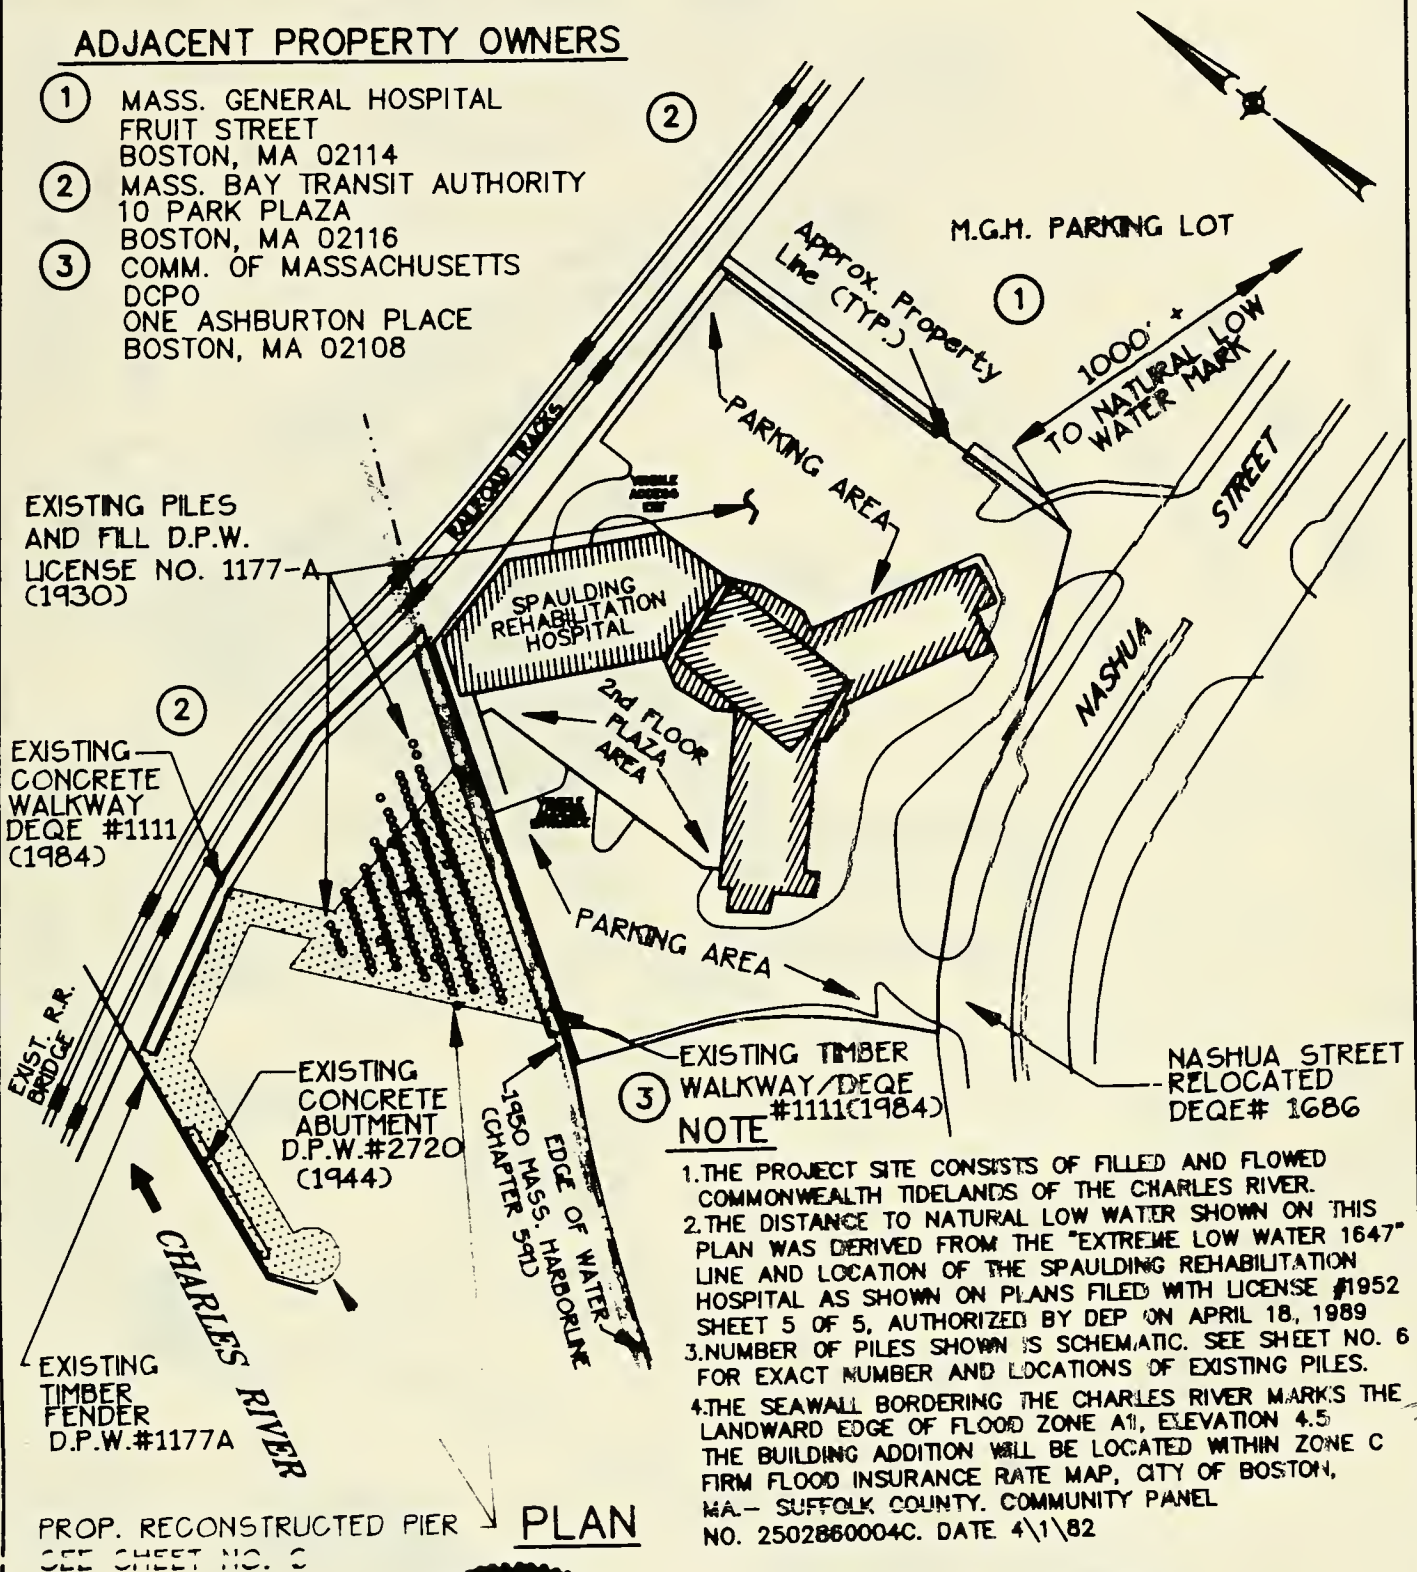 ADJACENT PROPERTY OWNERS
1 MASS. GENERAL HOSPITAL
FRUIT STREET
BOSTON, MA 02114
2 MASS. BAY TRANSIT AUTHORITY
10 PARK PLAZA
BOSTON, MA 02116
3 COMM. OF MASSACHUSETTS
DCPO
ONE ASHBURTON PLACE
BOSTON, MA 02108
2
M.G.H. PARKING LOT
1
Approx. Property
Line (TYP.)
1000' +
TO NATURAL LOW
WATER MARK
RAILROAD TRACKS
PARKING AREA
STREET
NASHUA
EXISTING PILES
AND FILL D.P.W.
LICENSE NO. 1177-A
(1930)
ACCESS
SPAULDING
REHABILITATION
HOSPITAL
2nd FLOOR
PLAZA
AREA
2
EXISTING
CONCRETE
WALKWAY
DEQE #1111
(1984)
PARKING AREA
EXIST. R.R.
BRIDGE
EXISTING
CONCRETE
ABUTMENT
D.P.W.#2720
(1944)
1950 MASS. HARBORLINE
(CHAPTER 591)
EDGE OF WATER
3
EXISTING TIMBER
WALKWAY/DEQE
#1111(1984)
NASHUA STREET
RELOCATED
DEQE# 1686
CHARLES RIVER
EXISTING
TIMBER
FENDER
D.P.W.#1177A
NOTE
1.THE PROJECT SITE CONSISTS OF FILLED AND FLOWED
COMMONWEALTH TIDELANDS OF THE CHARLES RIVER.
2.THE DISTANCE TO NATURAL LOW WATER SHOWN ON THIS
PLAN WAS DERIVED FROM THE "EXTREME LOW WATER 1647"
LINE AND LOCATION OF THE SPAULDING REHABILITATION
HOSPITAL AS SHOWN ON PLANS FILED WITH LICENSE #1952
SHEET 5 OF 5, AUTHORIZED BY DEP ON APRIL 18, 1989
3.NUMBER OF PILES SHOWN IS SCHEMATIC. SEE SHEET NO. 6
FOR EXACT NUMBER AND LOCATIONS OF EXISTING PILES.
4.THE SEAWALL BORDERING THE CHARLES RIVER MARKS THE
LANDWARD EDGE OF FLOOD ZONE A11, ELEVATION 4.5
THE BUILDING ADDITION WILL BE LOCATED WITHIN ZONE C
FIRM FLOOD INSURANCE RATE MAP, CITY OF BOSTON,
MA.- SUFFOLK COUNTY. COMMUNITY PANEL
NO. 2502860004C. DATE 4\1\82
PROP. RECONSTRUCTED PIER
SEE SHEET NO.
PLAN